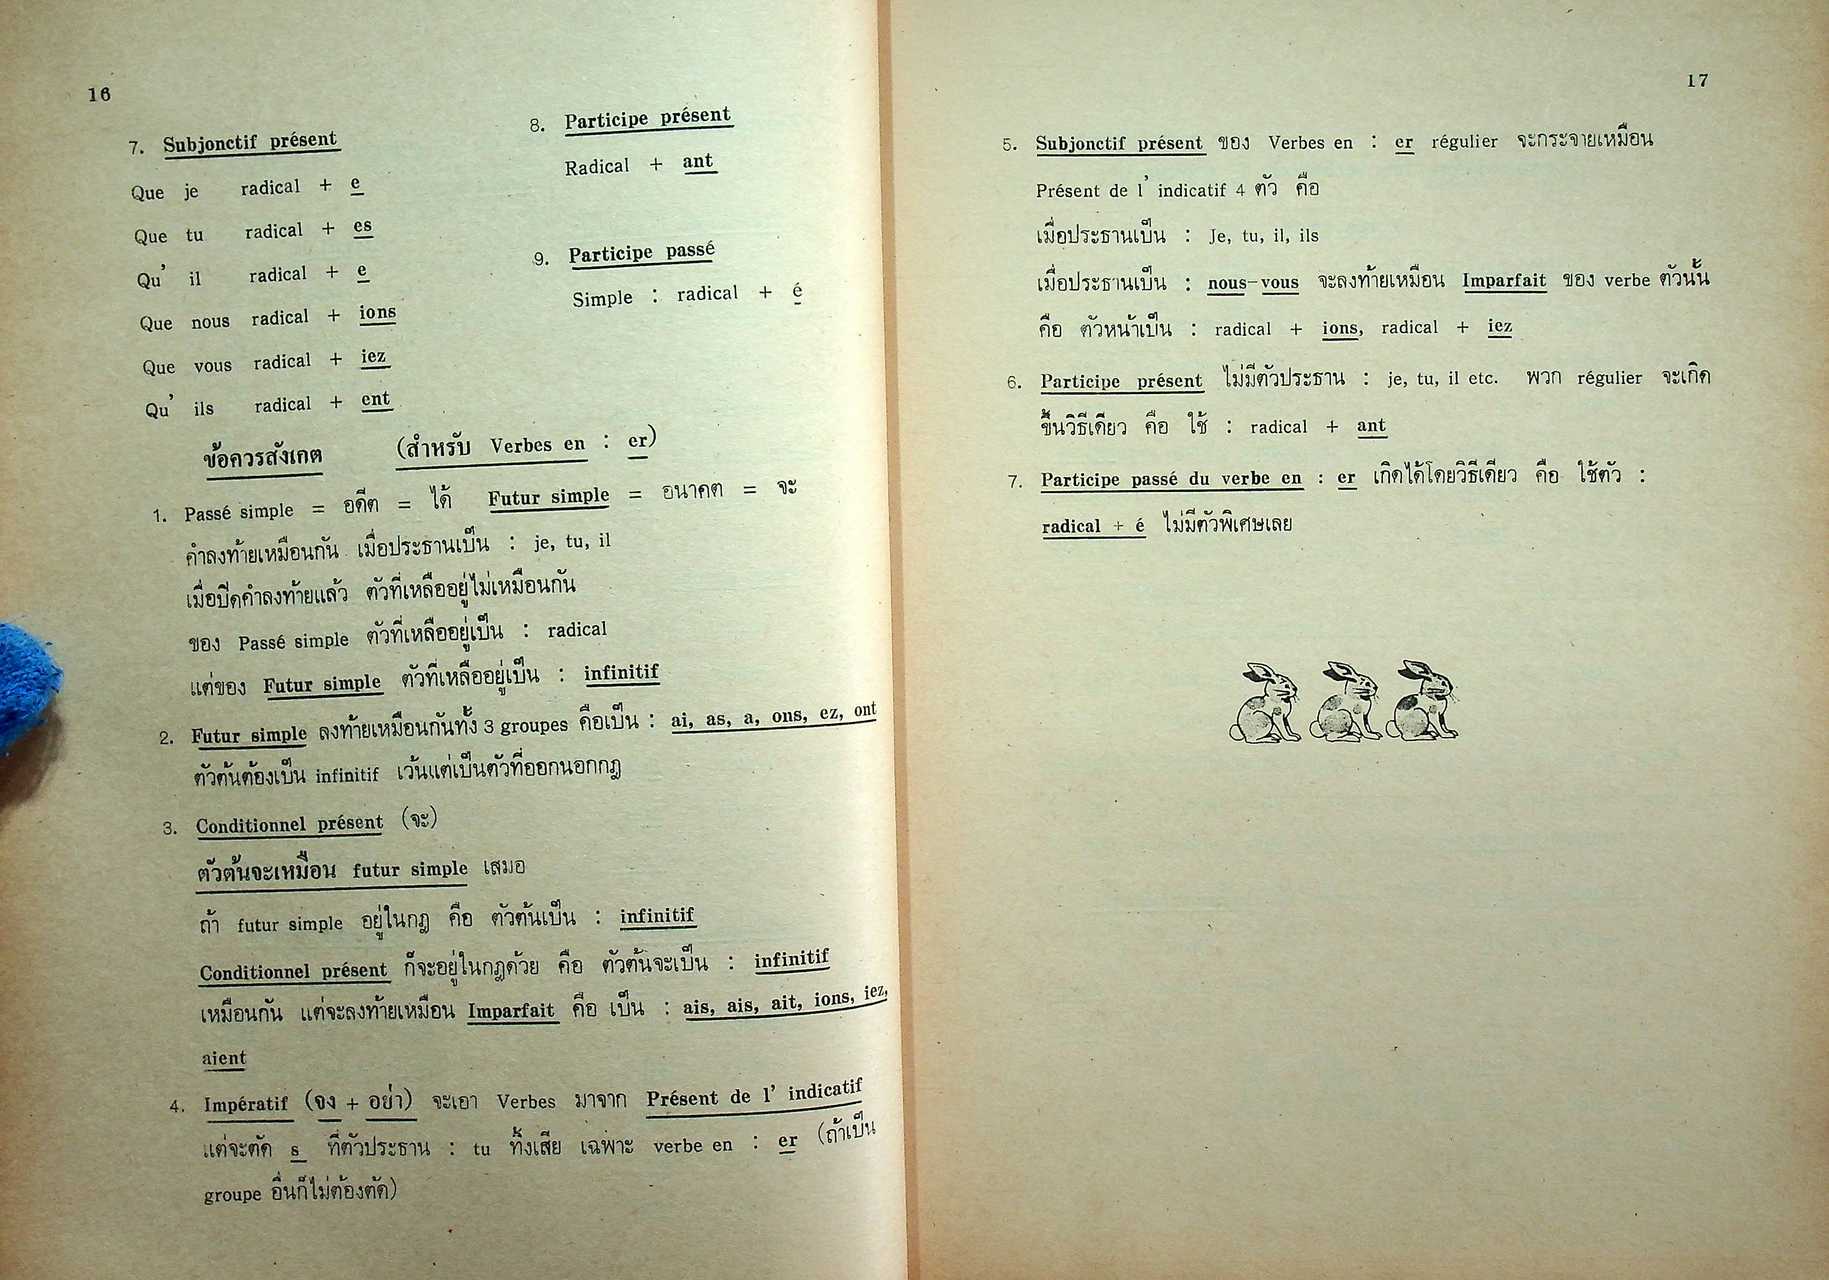 16
7. Subjonctif présent
Que je radical + e
Que tu radical + es
Qu' il radical + e
Que nous radical + ions
Que vous radical + iez
Qu' ils radical + ent
8. Participe présent
Radical + ant
9. Participe passé
Simple : radical + é
ข้อควรสังเกต (สำหรับ Verbes en : er)
1. Passé simple = อดีต = ได้ Futur simple = อนาคต = จะ
คำลงท้ายเหมือนกัน เมื่อประธานเป็น : je, tu, il
เมื่อปิดคำลงท้ายแล้ว ตัวที่เหลืออยู่ไม่เหมือนกัน
ของ Passé simple ตัวที่เหลืออยู่เป็น : radical
แต่ของ Futur simple ตัวที่เหลืออยู่เป็น : infinitif
2. Futur simple ลงท้ายเหมือนกันทั้ง 3 groupes คือเป็น : ai, as, a, ons, ez, ont
ตัวต้นต้องเป็น infinitif เว้นแต่เป็นตัวที่ออกนอกกฎ
3. Conditionnel présent (จะ)
ตัวต้นจะเหมือน futur simple เสมอ
ถ้า futur simple อยู่ในกฎ คือ ตัวต้นเป็น : infinitif
Conditionnel présent ก็จะอยู่ในกฎด้วย คือ ตัวต้นจะเป็น : infinitif
เหมือนกัน แต่จะลงท้ายเหมือน Imparfait คือ เป็น : ais, ais, ait, ions, iez,
aient
4. Impératif (จง + อย่า) จะเอา Verbes มาจาก Présent de l' indicatif
แต่จะตัด s ที่ตัวประธาน : tu ทิ้งเสีย เฉพาะ verbe en : er (ถ้าเป็น
groupe อื่นก็ไม่ต้องตัด)
17
5. Subjonctif présent ของ Verbes en : er régulier จะกระจายเหมือน
Présent de l' indicatif 4 ตัว คือ
เมื่อประธานเป็น : Je, tu, il, ils
เมื่อประธานเป็น : nous-vous จะลงท้ายเหมือน Imparfait ของ verbe ตัวนั้น
คือ ตัวหน้าเป็น : radical + ions, radical + iez
6. Participe présent ไม่มีตัวประธาน : je, tu, il etc. พวก régulier จะเกิด
ขึ้นวิธีเดียว คือ ใช้ : radical + ant
7. Participe passé du verbe en : er เกิดได้โดยวิธีเดียว คือ ใช้ตัว :
radical + é ไม่มีตัวพิเศษเลย